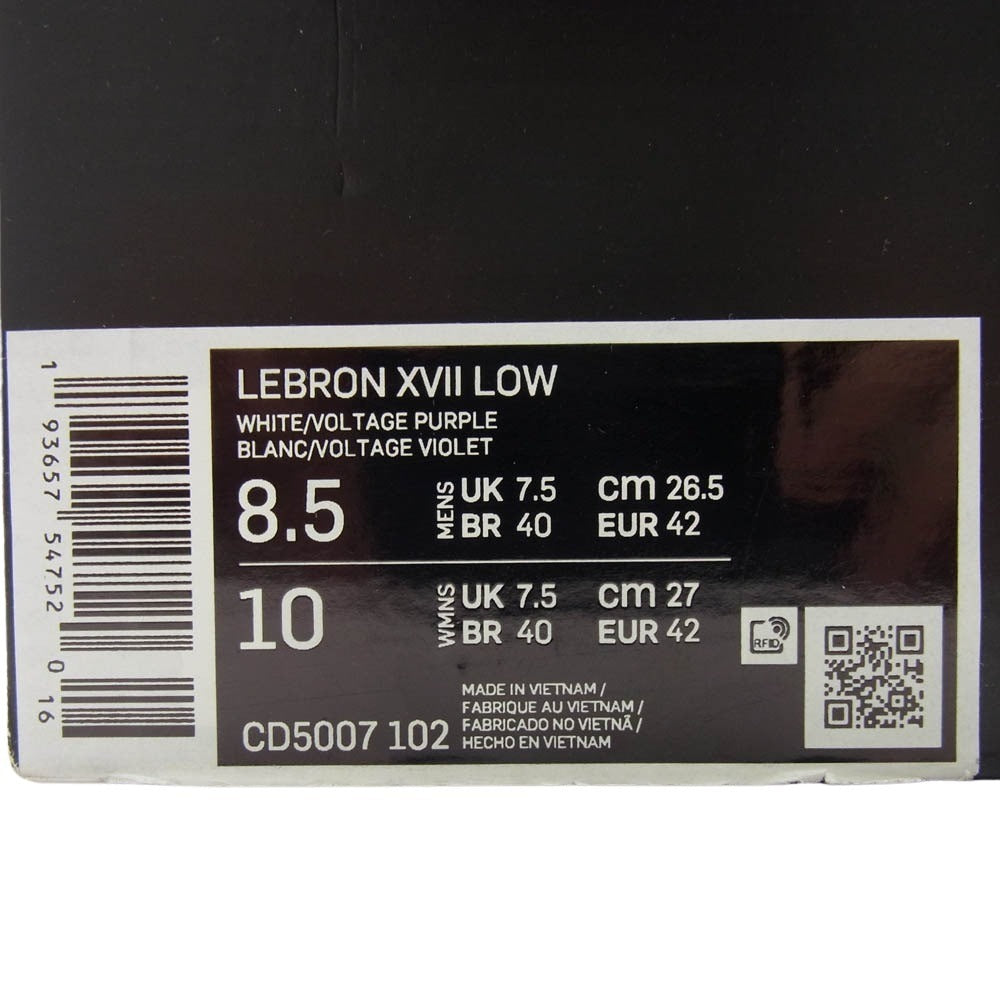 LEBRON XVII LOW
WHITE/VOLTAGE PURPLE
BLANC/VOLTAGE VIOLET
8.5 MENS UK 7.5 cm 26.5
BR 40 EUR 42
10 WMNS UK 7.5 cm 27
BR 40 EUR 42
RFID
CD5007 102
MADE IN VIETNAM /
FABRIQUE AU VIETNAM /
FABRICADO NO VIETNÃ /
HECHO EN VIETNAM
1 93657 54752 0 16